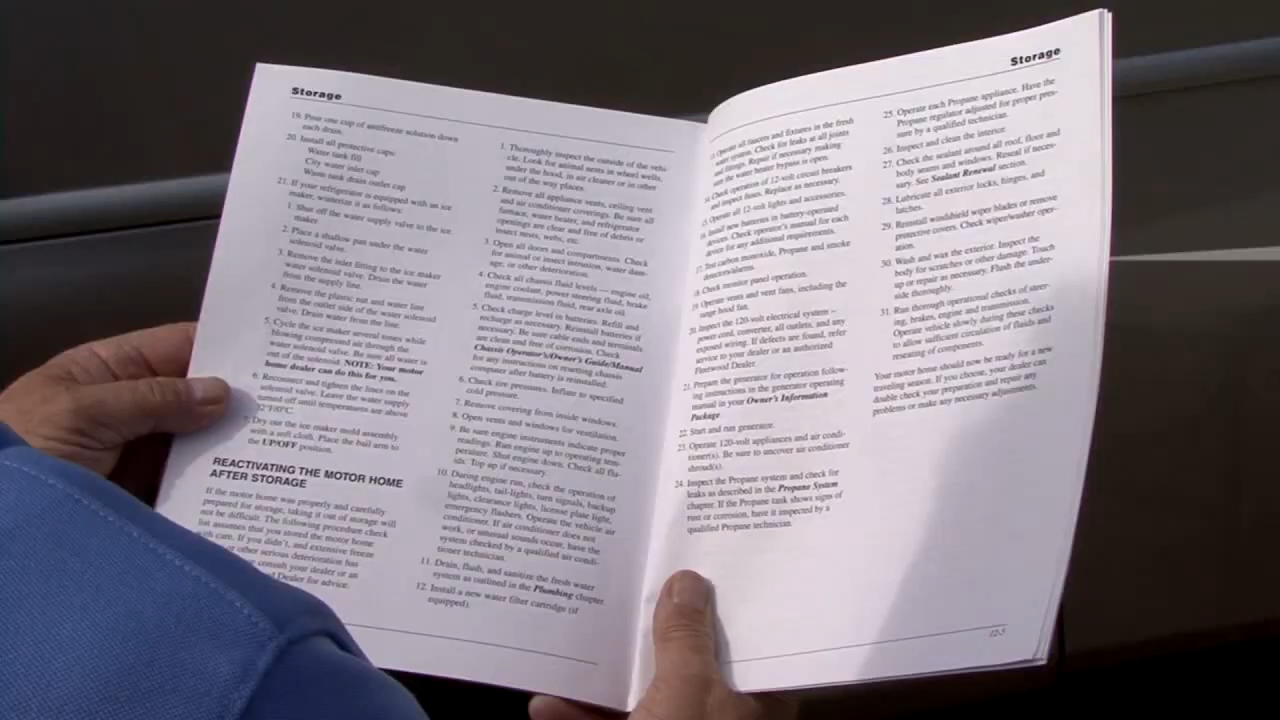 Storage
19. Pour one cup of antifreeze solution down
each drain.
20. Install all protective caps:
Water tank fill
City water inlet cap
Waste tank drain outlet cap
21. If your refrigerator is equipped with an ice
maker, winterize it as follows:
1. Shut off the water supply valve to the ice
maker
2. Place a shallow pan under the water
solenoid valve.
3. Remove the inlet fitting to the ice maker
water solenoid valve. Drain the water
from the supply line.
4. Remove the plastic nut and water line
from the outlet side of the water solenoid
valve. Drain water from the line.
5. Cycle the ice maker several times while
blowing compressed air through the
water solenoid valve. Be sure all water is
out of the solenoid. NOTE: Your motor
home dealer can do this for you.
6. Reconnect and tighten the lines on the
solenoid valve. Leave the water supply
turned off until temperatures are above
32°F/0°C.
Dry out the ice maker mold assembly
with a soft cloth. Place the bail arm to
the UP/OFF position.
REACTIVATING THE MOTOR HOME
AFTER STORAGE
If the motor home was properly and carefully
prepared for storage, taking it out of storage will
not be difficult. The following procedure check
list assumes that you stored the motor home
with care. If you didn't, and extensive freeze
or other serious deterioration has
consult your dealer or an
Dealer for advice.
1. Thoroughly inspect the outside of the vehi-
cle. Look for animal nests in wheel wells,
under the hood, in air cleaner or in other
out of the way places.
2. Remove all appliance vents, ceiling vent
and air conditioner coverings. Be sure all
furnace, water heater, and refrigerator
openings are clear and free of debris or
insect nests, webs, etc.
3. Open all doors and compartments. Check
for animal or insect intrusion, water dam-
age, or other deterioration.
4. Check all chassis fluid levels — engine oil,
engine coolant, power steering fluid, brake
fluid, transmission fluid, rear axle oil.
5. Check charge level in batteries. Refill and
recharge as necessary. Reinstall batteries if
necessary. Be sure cable ends and terminals
are clean and free of corrosion. Check
Chassis Operator's/Owner's Guide/Manual
for any instructions on resetting chassis
computer after battery is reinstalled.
6. Check tire pressures. Inflate to specified
cold pressure.
7. Remove covering from inside windows.
8. Open vents and windows for ventilation.
9. Be sure engine instruments indicate proper
readings. Run engine up to operating tem-
perature. Shut engine down. Check all flu-
ids. Top up if necessary.
10. During engine run, check the operation of
headlights, tail-lights, turn signals, backup
lights, clearance lights, license plate light,
emergency flashers. Operate the vehicle air
conditioner. If air conditioner does not
work, or unusual sounds occur, have the
system checked by a qualified air condi-
tioner technician.
11. Drain, flush, and sanitize the fresh water
system as outlined in the Plumbing chapter.
12. Install a new water filter cartridge (if
equipped).
Storage
Operate all faucets and fixtures in the fresh
water system. Check for leaks at all joints
and fittings. Repair if necessary making
sure the water heater bypass is open.
14. Check operation of 12-volt circuit breakers
and inspect fuses. Replace as necessary.
15. Operate all 12-volt lights and accessories.
16. Install new batteries in battery-operated
devices. Check operator's manual for each
device for any additional requirements.
17. Test carbon monoxide, Propane and smoke
detectors/alarms.
18. Check monitor panel operation.
19. Operate vents and vent fans, including the
range hood fan.
20. Inspect the 120-volt electrical system –
power cord, converter, all outlets, and any
exposed wiring. If defects are found, refer
service to your dealer or an authorized
Fleetwood Dealer.
21. Prepare the generator for operation follow-
ing instructions in the generator operating
manual in your Owner's Information
Package
22. Start and run generator.
23. Operate 120-volt appliances and air condi-
tioner(s). Be sure to uncover air conditioner
shroud(s).
24. Inspect the Propane system and check for
leaks as described in the Propane System
chapter. If the Propane tank shows signs of
rust or corrosion, have it inspected by a
qualified Propane technician.
25. Operate each Propane appliance. Have the
Propane regulator adjusted for proper pres-
sure by a qualified technician.
26. Inspect and clean the interior.
27. Check the sealant around all roof, floor and
body seams and windows. Reseal if neces-
sary. See Sealant Renewal section.
28. Lubricate all exterior locks, hinges, and
latches.
29. Reinstall windshield wiper blades or remove
protective covers. Check wiper/washer oper-
ation.
30. Wash and wax the exterior. Inspect the
body for scratches or other damage. Touch
up or repair as necessary. Flush the under-
side thoroughly.
31. Run thorough operational checks of steer-
ing, brakes, engine and transmission.
Operate vehicle slowly during these checks
to allow sufficient circulation of fluids and
reseating of components.
Your motor home should now be ready for a new
traveling season. If you choose, your dealer can
double check your preparation and repair any
problems or make any necessary adjustments.
12-5